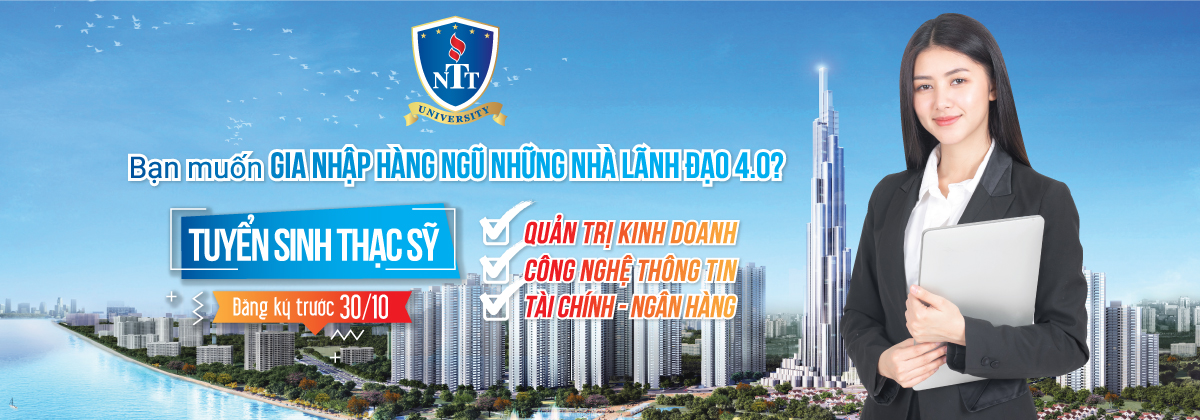 NTT
UNIVERSITY
Bạn muốn GIA NHẬP HÀNG NGŨ NHỮNG NHÀ LÃNH ĐẠO 4.0?
TUYỂN SINH THẠC SỸ
Đăng ký trước 30/10
QUẢN TRỊ KINH DOANH
CÔNG NGHỆ THÔNG TIN
TÀI CHÍNH - NGÂN HÀNG